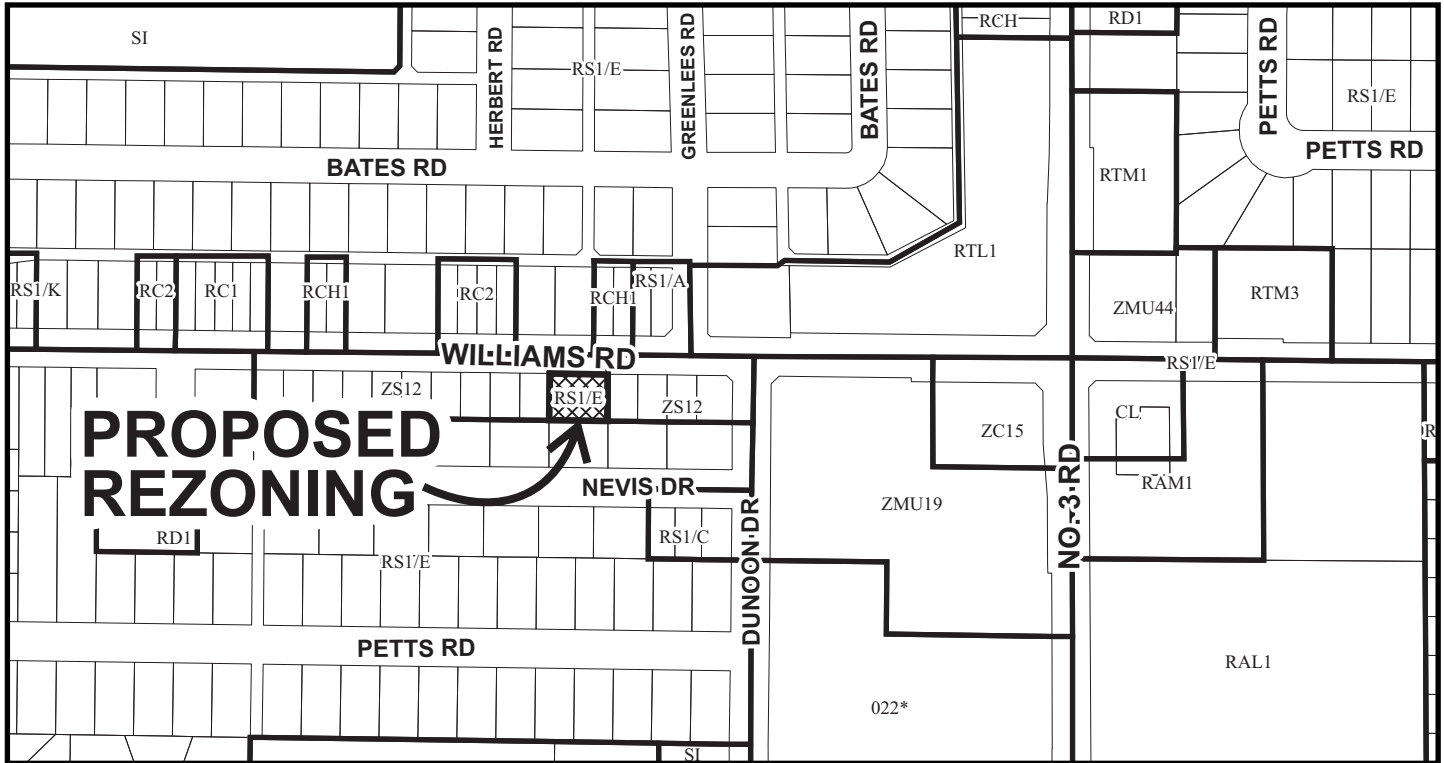 SI
HERBERT RD
RS1/E
GREENLEES RD
BATES RD
RCH
RD1
PETTS RD
RS1/E
PETTS RD
BATES RD
RTM1
RTL1
RS1/K
RC2
RC1
RCH1
RC2
RCH1
RS1/A
ZMU44
RTM3
WILLIAMS RD
RS1/E
ZS12
RS1/E
ZS12
PROPOSED
REZONING
CL
ZC15
NO. 3 RD
RAM1
NEVIS DR
ZMU19
DUNOON DR
RD1
RS1/C
RS1/E
PETTS RD
RAL1
022*
SI